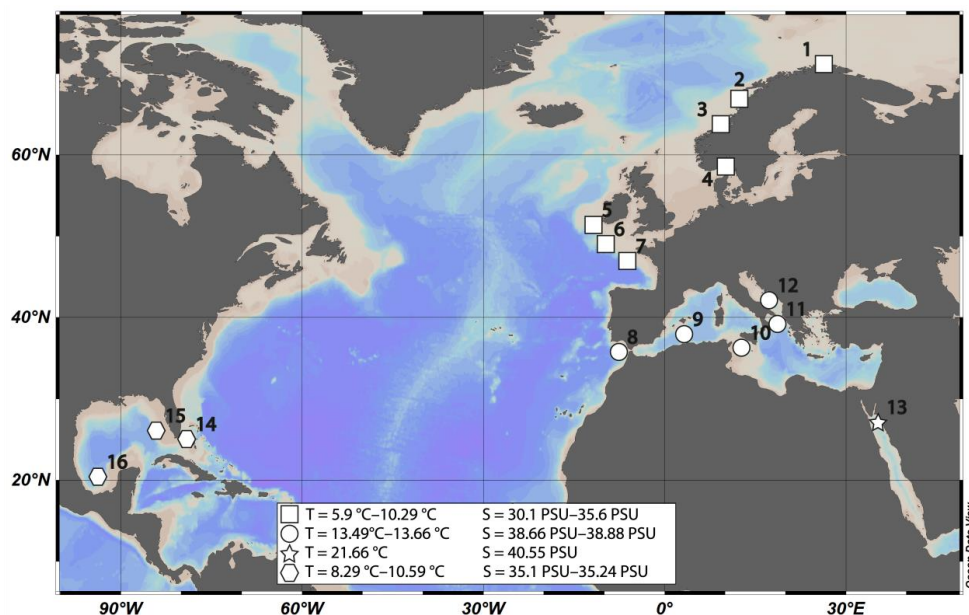 1
2
3
60°N
4
5
6
7
12
11
40°N
8
9
10
13
15
14
16
20°N
T = 5.9 °C–10.29 °C S = 30.1 PSU–35.6 PSU
T = 13.49°C–13.66 °C S = 38.66 PSU–38.88 PSU
T = 21.66 °C S = 40.55 PSU
T = 8.29 °C–10.59 °C S = 35.1 PSU–35.24 PSU
Ocean Data View
90°W 60°W 30°W 0° 30°E